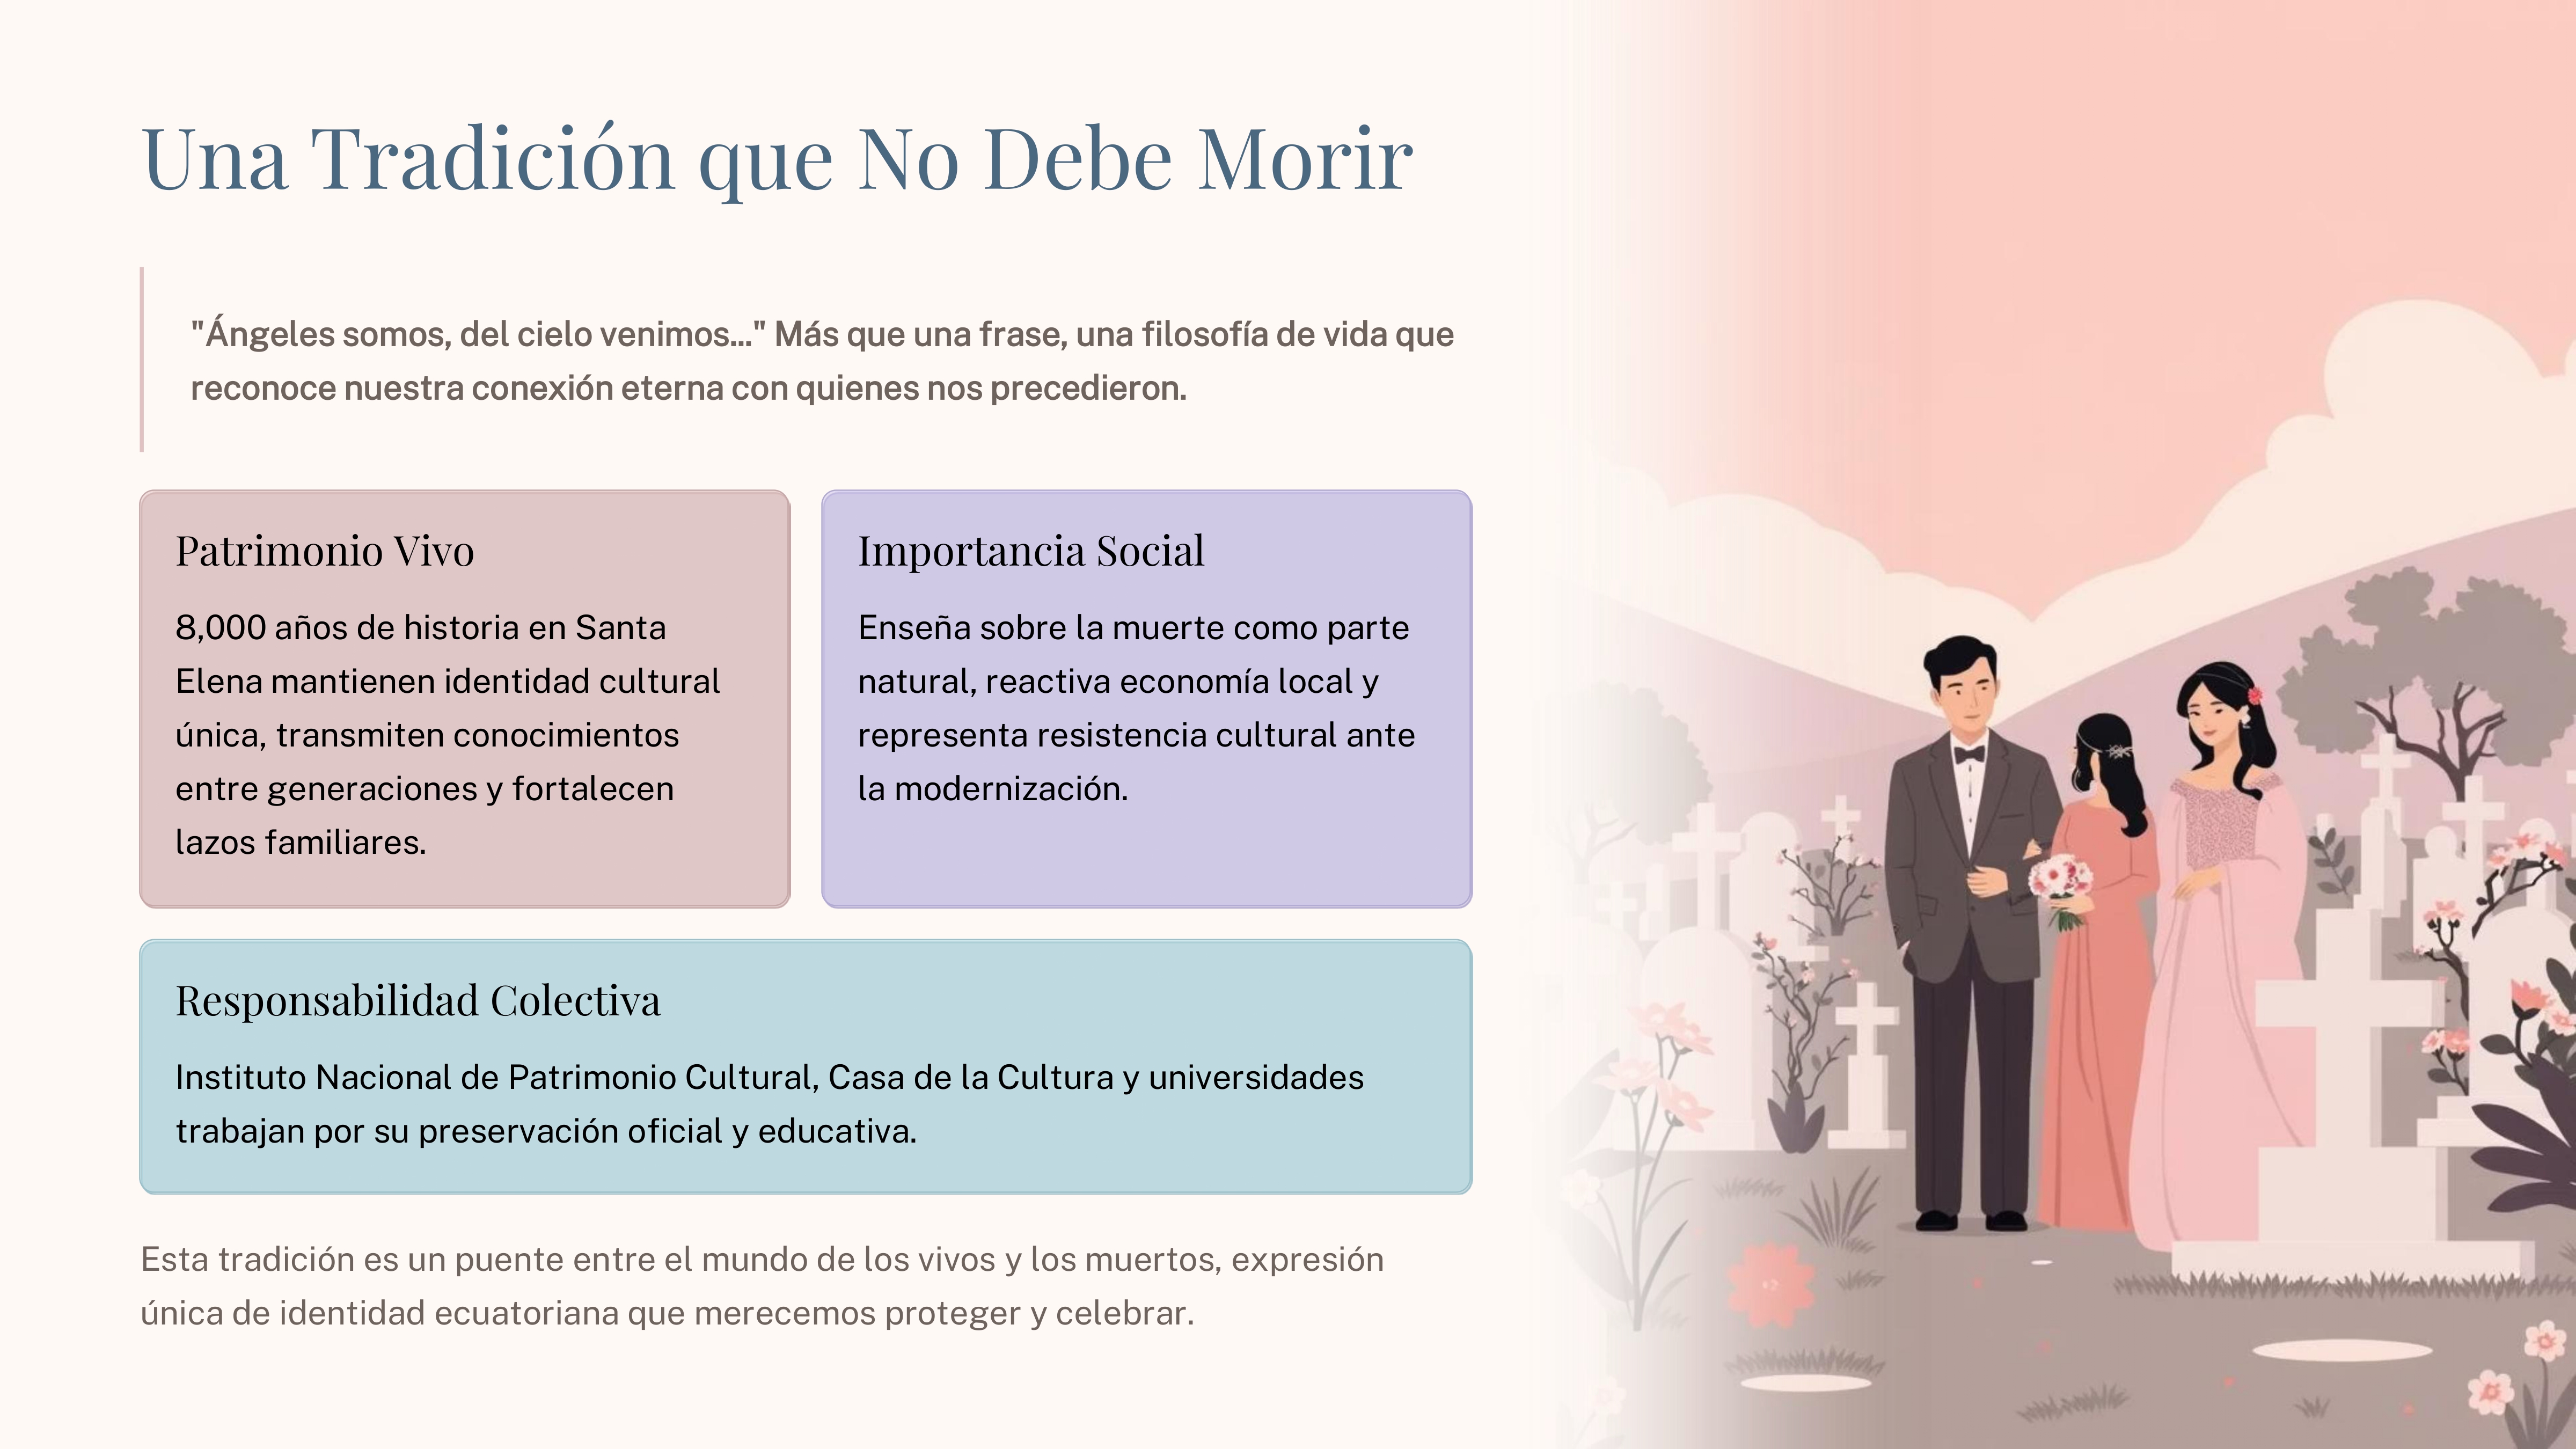 Una Tradición que No Debe Morir
"Ángeles somos, del cielo venimos..." Más que una frase, una filosofía de vida que
reconoce nuestra conexión eterna con quienes nos precedieron.
Patrimonio Vivo
8,000 años de historia en Santa
Elena mantienen identidad cultural
única, transmiten conocimientos
entre generaciones y fortalecen
lazos familiares.
Importancia Social
Enseña sobre la muerte como parte
natural, reactiva economía local y
representa resistencia cultural ante
la modernización.
Responsabilidad Colectiva
Instituto Nacional de Patrimonio Cultural, Casa de la Cultura y universidades
trabajan por su preservación oficial y educativa.
Esta tradición es un puente entre el mundo de los vivos y los muertos, expresión
única de identidad ecuatoriana que merecemos proteger y celebrar.